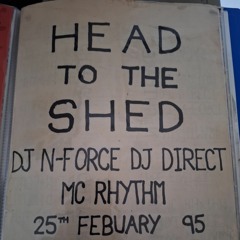 HEAD
TO THE
SHED
DJ N-FORCE DJ DIRECT
MC RHYTHM
25TH FEBUARY 95